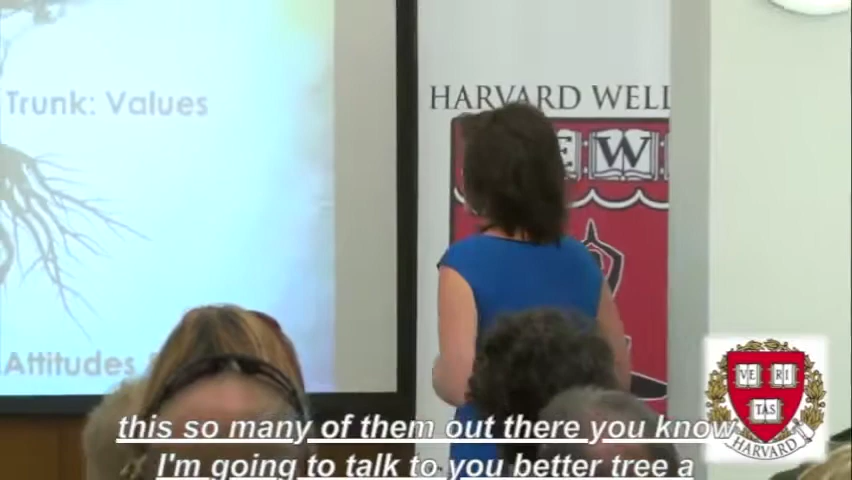 Trunk: Values
HARVARD WELL
E W
Attitudes
this so many of them out there you know
I'm going to talk to you better tree a
VE RI
TAS
HARVARD